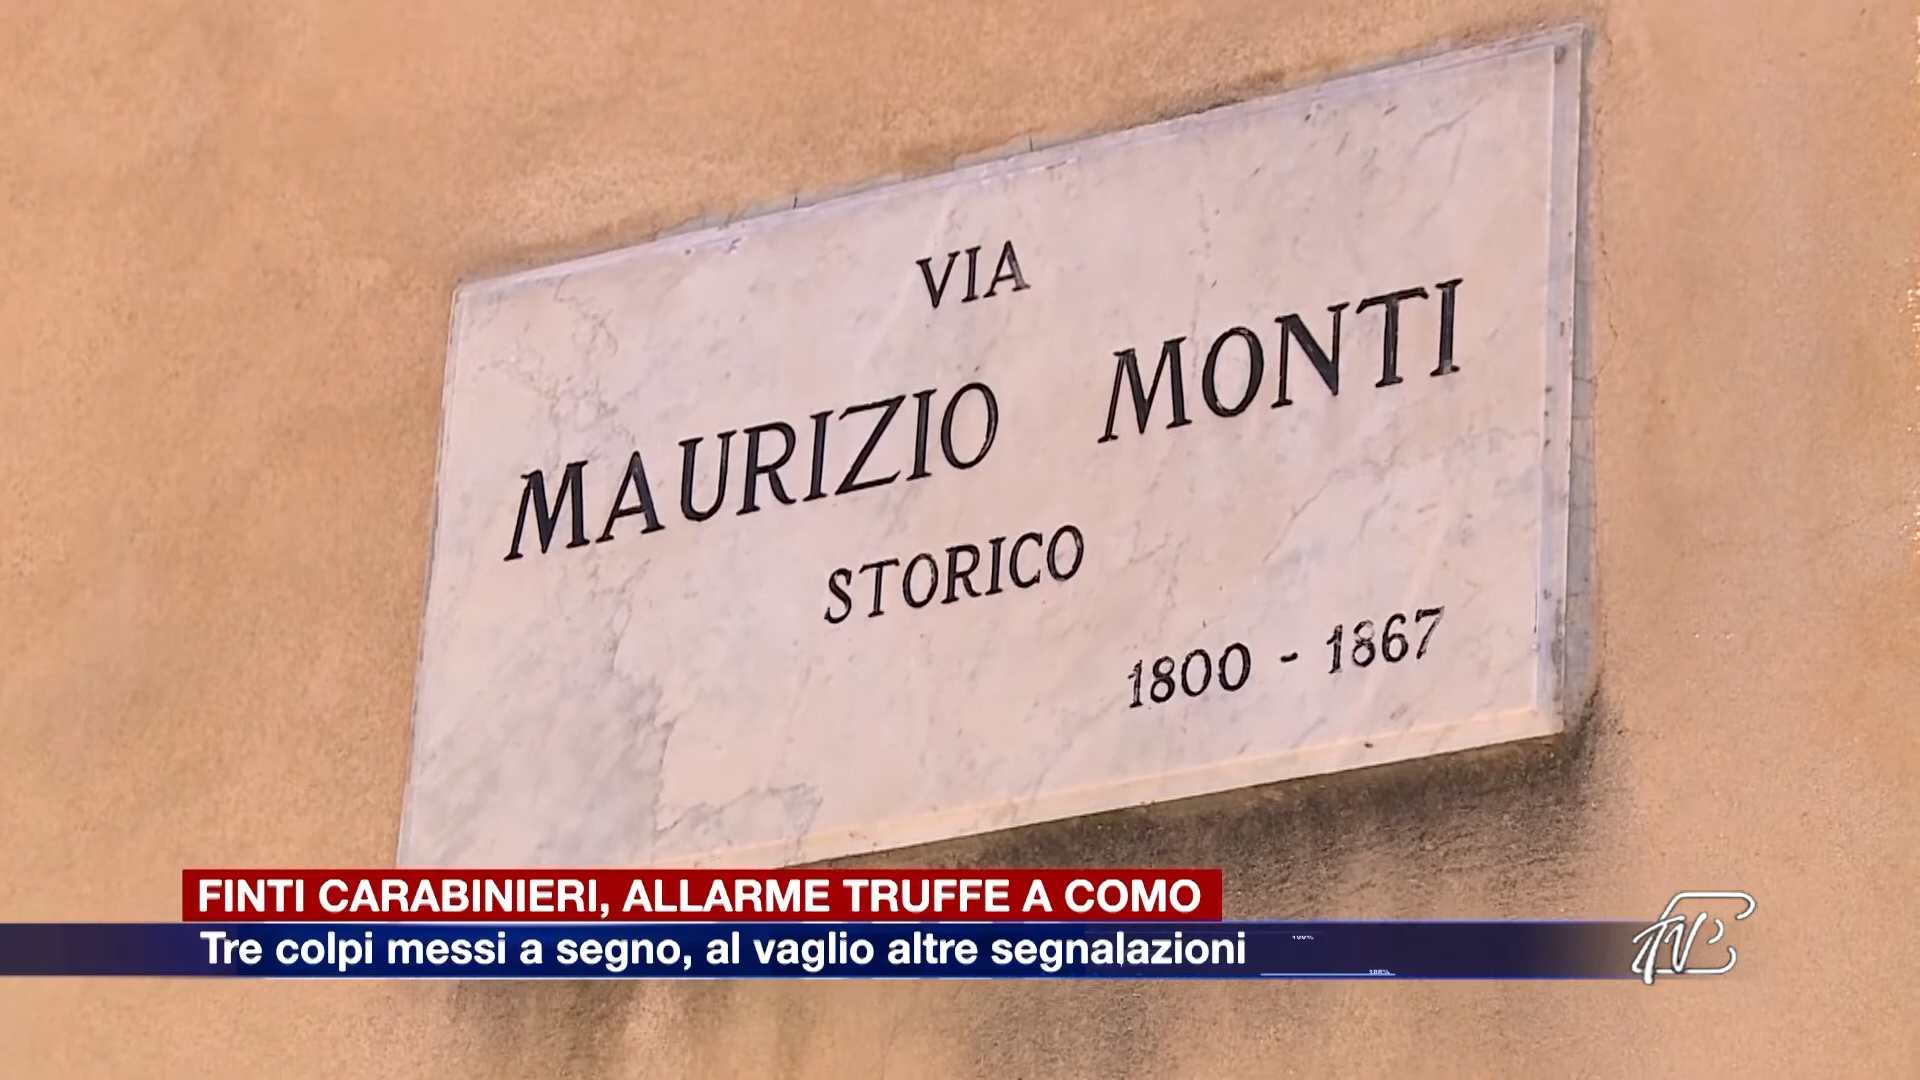 VIA
MAURIZIO MONTI
STORICO
1800 - 1867
FINTI CARABINIERI, ALLARME TRUFFE A COMO
Tre colpi messi a segno, al vaglio altre segnalazioni